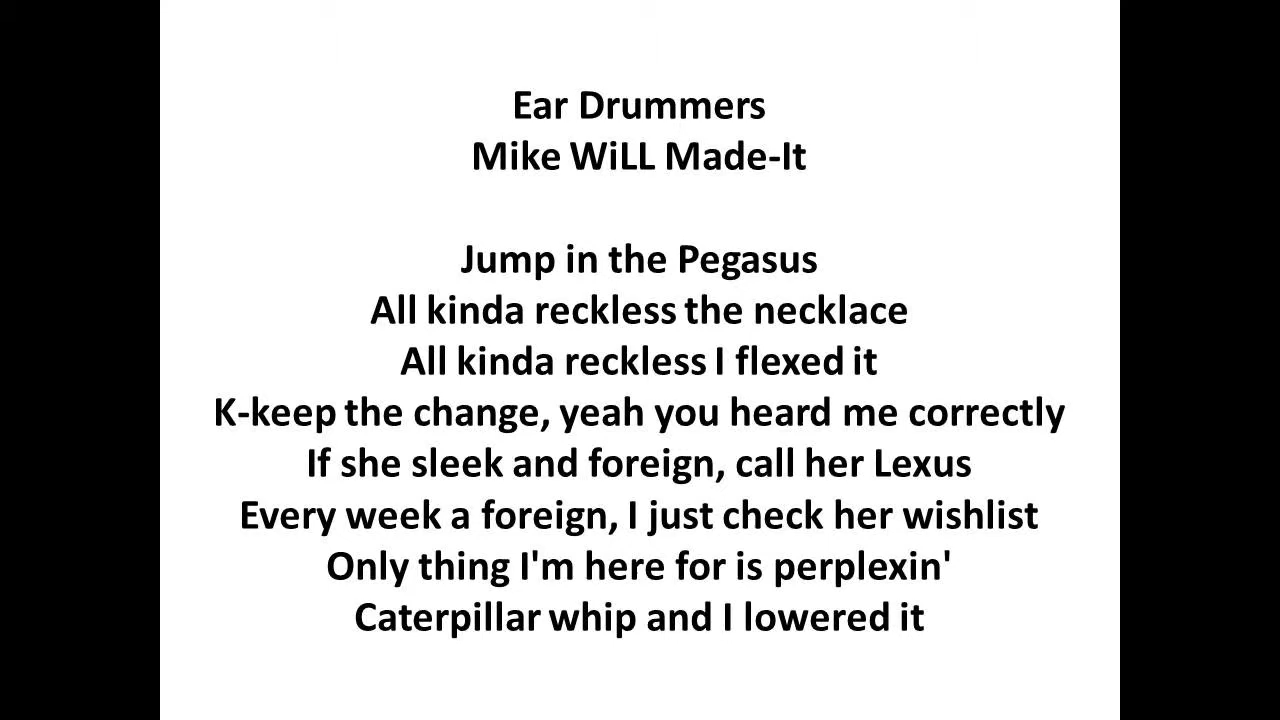 Ear Drummers
Mike WiLL Made-It
Jump in the Pegasus
All kinda reckless the necklace
All kinda reckless I flexed it
K-keep the change, yeah you heard me correctly
If she sleek and foreign, call her Lexus
Every week a foreign, I just check her wishlist
Only thing I'm here for is perplexin'
Caterpillar whip and I lowered it